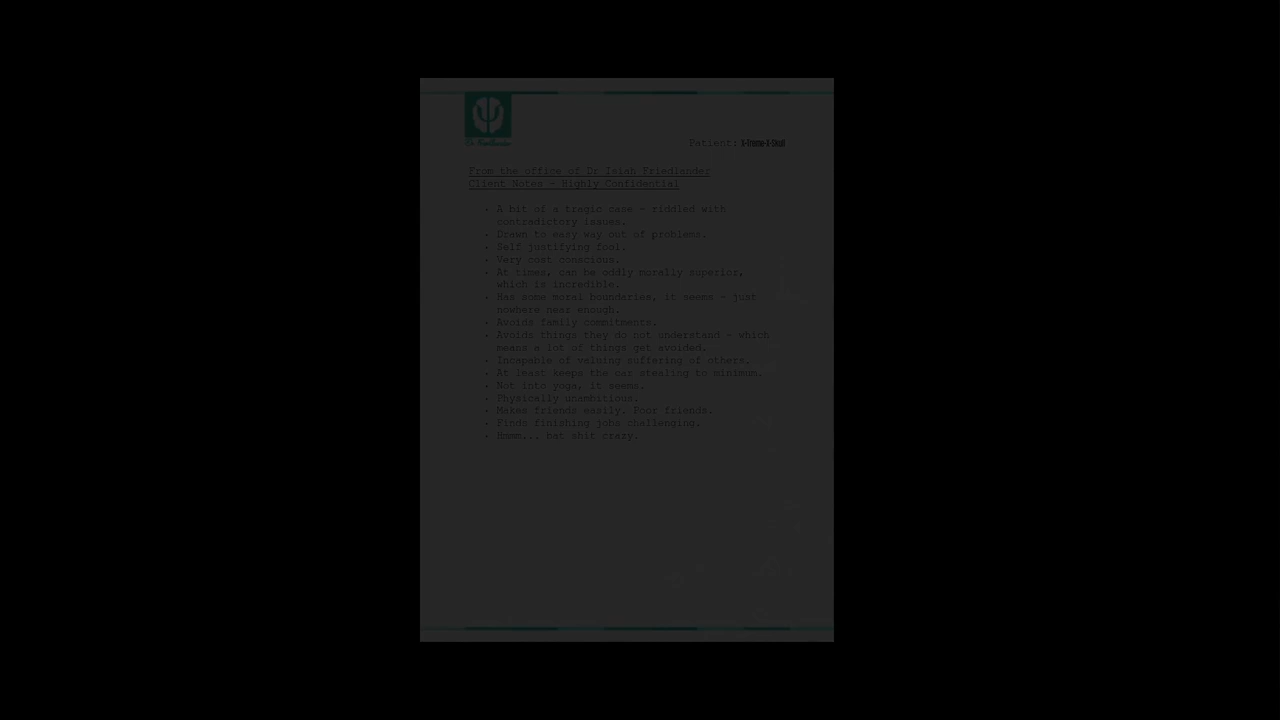 Dr Friedlander
Patient: X-Treme-X-Skull
From the office of Dr Isiah Friedlander
Client Notes - Highly Confidential
- A bit of a tragic case - riddled with
contradictory issues.
- Drawn to easy way out of problems.
- Self justifying fool.
- Very cost conscious.
- At times, can be oddly morally superior,
which is incredible.
- Has some moral boundaries, it seems - just
nowhere near enough.
- Avoids family commitments.
- Avoids things they do not understand - which
means a lot of things get avoided.
- Incapable of valuing suffering of others.
- At least keeps the car stealing to minimum.
- Not into yoga, it seems.
- Physically unambitious.
- Makes friends easily. Poor friends.
- Finds finishing jobs challenging.
- Hmmm... bat shit crazy.